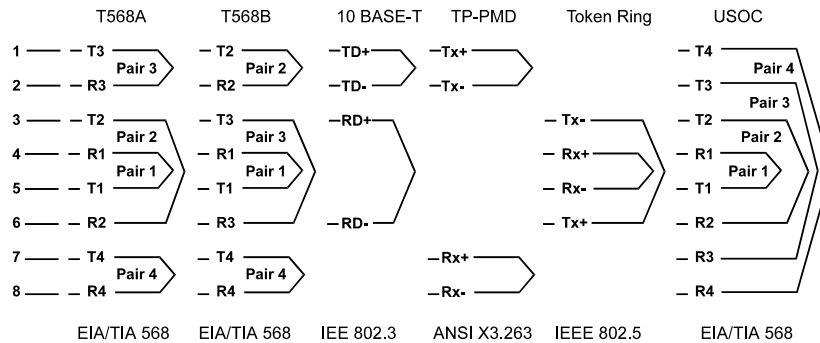 T568A T568B 10 BASE-T TP-PMD Token Ring USOC
1 T3 T2 TD+ Tx+ T4
Pair 3 Pair 2 Pair 4
2 R3 R2 TD- Tx- T3
Pair 3
3 T2 T3 RD+ Tx- T2
Pair 2 Pair 3 Pair 2
4 R1 R1 Rx+ R1
Pair 1 Pair 1 Pair 1
5 T1 T1 Rx- T1
6 R2 R3 RD- Tx+ R2
7 T4 T4 Rx+ R3
Pair 4 Pair 4
8 R4 R4 Rx- R4
EIA/TIA 568 EIA/TIA 568 IEE 802.3 ANSI X3.263 IEEE 802.5 EIA/TIA 568